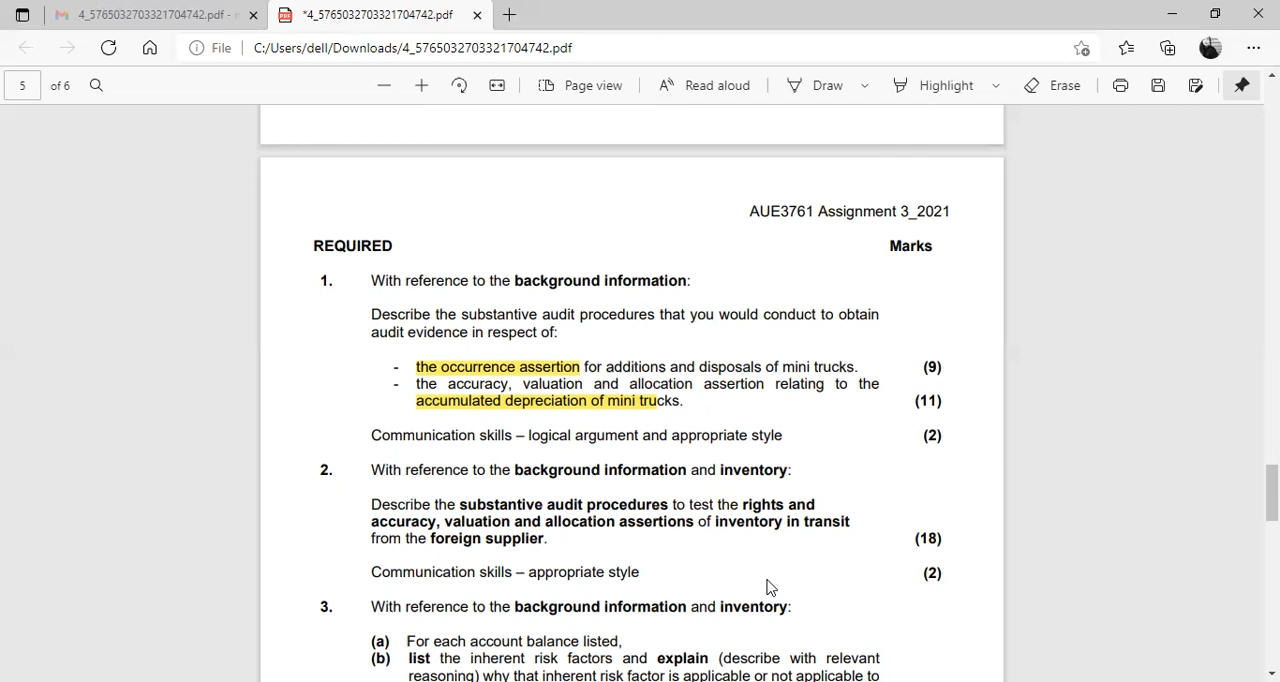 4_5765032703321704742.pdf -
*4_5765032703321704742.pdf
File
C:/Users/dell/Downloads/4_5765032703321704742.pdf
5 of 6
Page view
Read aloud
Draw
Highlight
Erase
AUE3761 Assignment 3_2021
REQUIRED Marks
1. With reference to the background information:
Describe the substantive audit procedures that you would conduct to obtain
audit evidence in respect of:
- the occurrence assertion for additions and disposals of mini trucks. (9)
- the accuracy, valuation and allocation assertion relating to the
accumulated depreciation of mini trucks. (11)
Communication skills – logical argument and appropriate style (2)
2. With reference to the background information and inventory:
Describe the substantive audit procedures to test the rights and
accuracy, valuation and allocation assertions of inventory in transit
from the foreign supplier. (18)
Communication skills – appropriate style (2)
3. With reference to the background information and inventory:
(a) For each account balance listed,
(b) list the inherent risk factors and explain (describe with relevant
reasoning) why that inherent risk factor is applicable or not applicable to